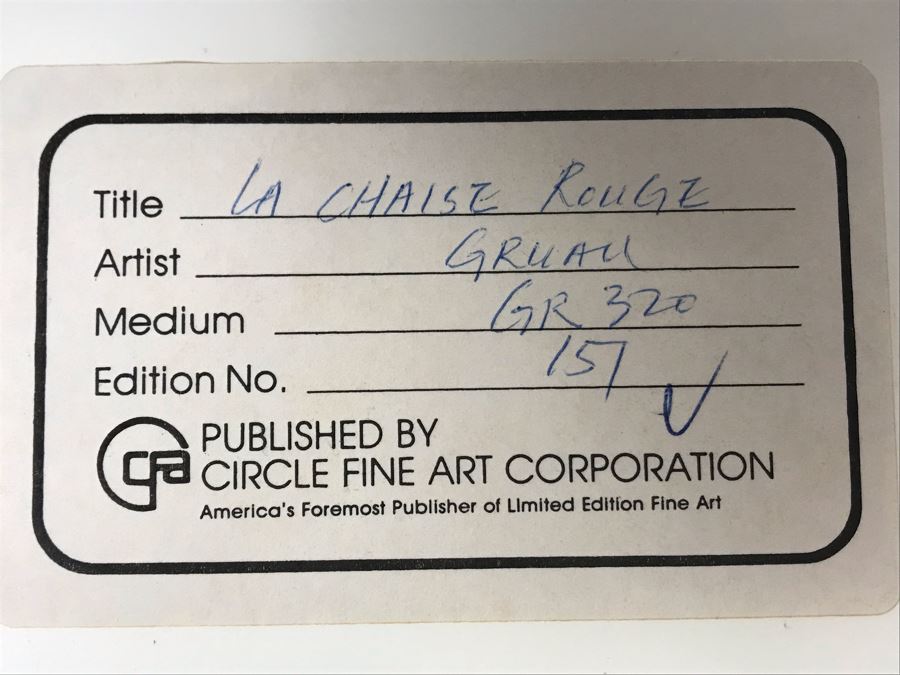 Title LA CHAISE ROUGE
Artist GRUAU
Medium GR 320
Edition No. 157
cfa PUBLISHED BY
CIRCLE FINE ART CORPORATION
America's Foremost Publisher of Limited Edition Fine Art